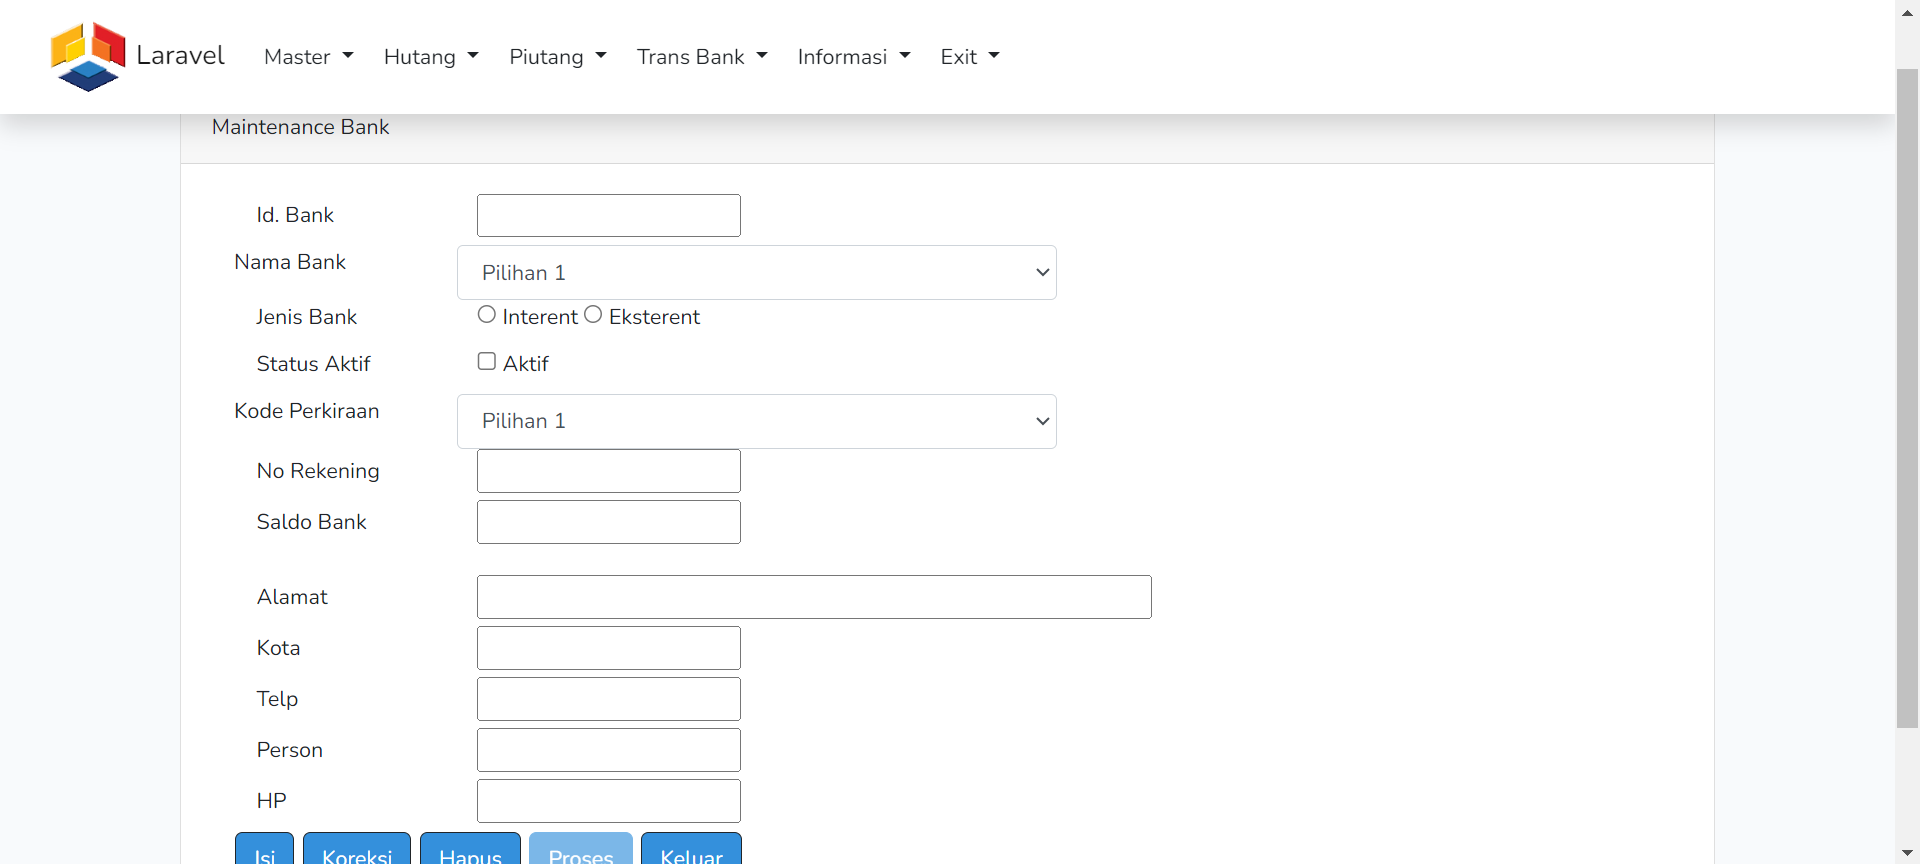 Laravel Master Hutang Piutang Trans Bank Informasi Exit
Maintenance Bank
Id. Bank
Nama Bank Pilihan 1
Jenis Bank Interent Eksterent
Status Aktif Aktif
Kode Perkiraan Pilihan 1
No Rekening
Saldo Bank
Alamat
Kota
Telp
Person
HP
Isi Koreksi Hapus Proses Keluar